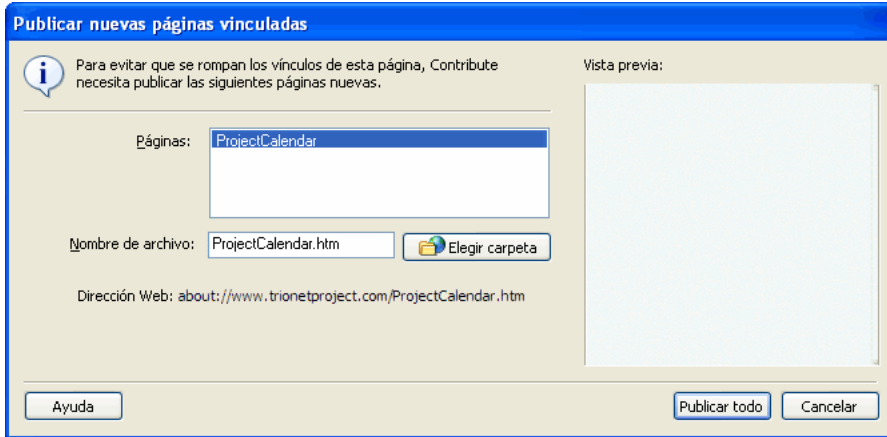 Publicar nuevas páginas vinculadas
Para evitar que se rompan los vínculos de esta página, Contribute
necesita publicar las siguientes páginas nuevas.
Vista previa:
Páginas:
ProjectCalendar
Nombre de archivo:
ProjectCalendar.htm
Elegir carpeta
Dirección Web: about://www.trionetproject.com/ProjectCalendar.htm
Ayuda
Publicar todo
Cancelar